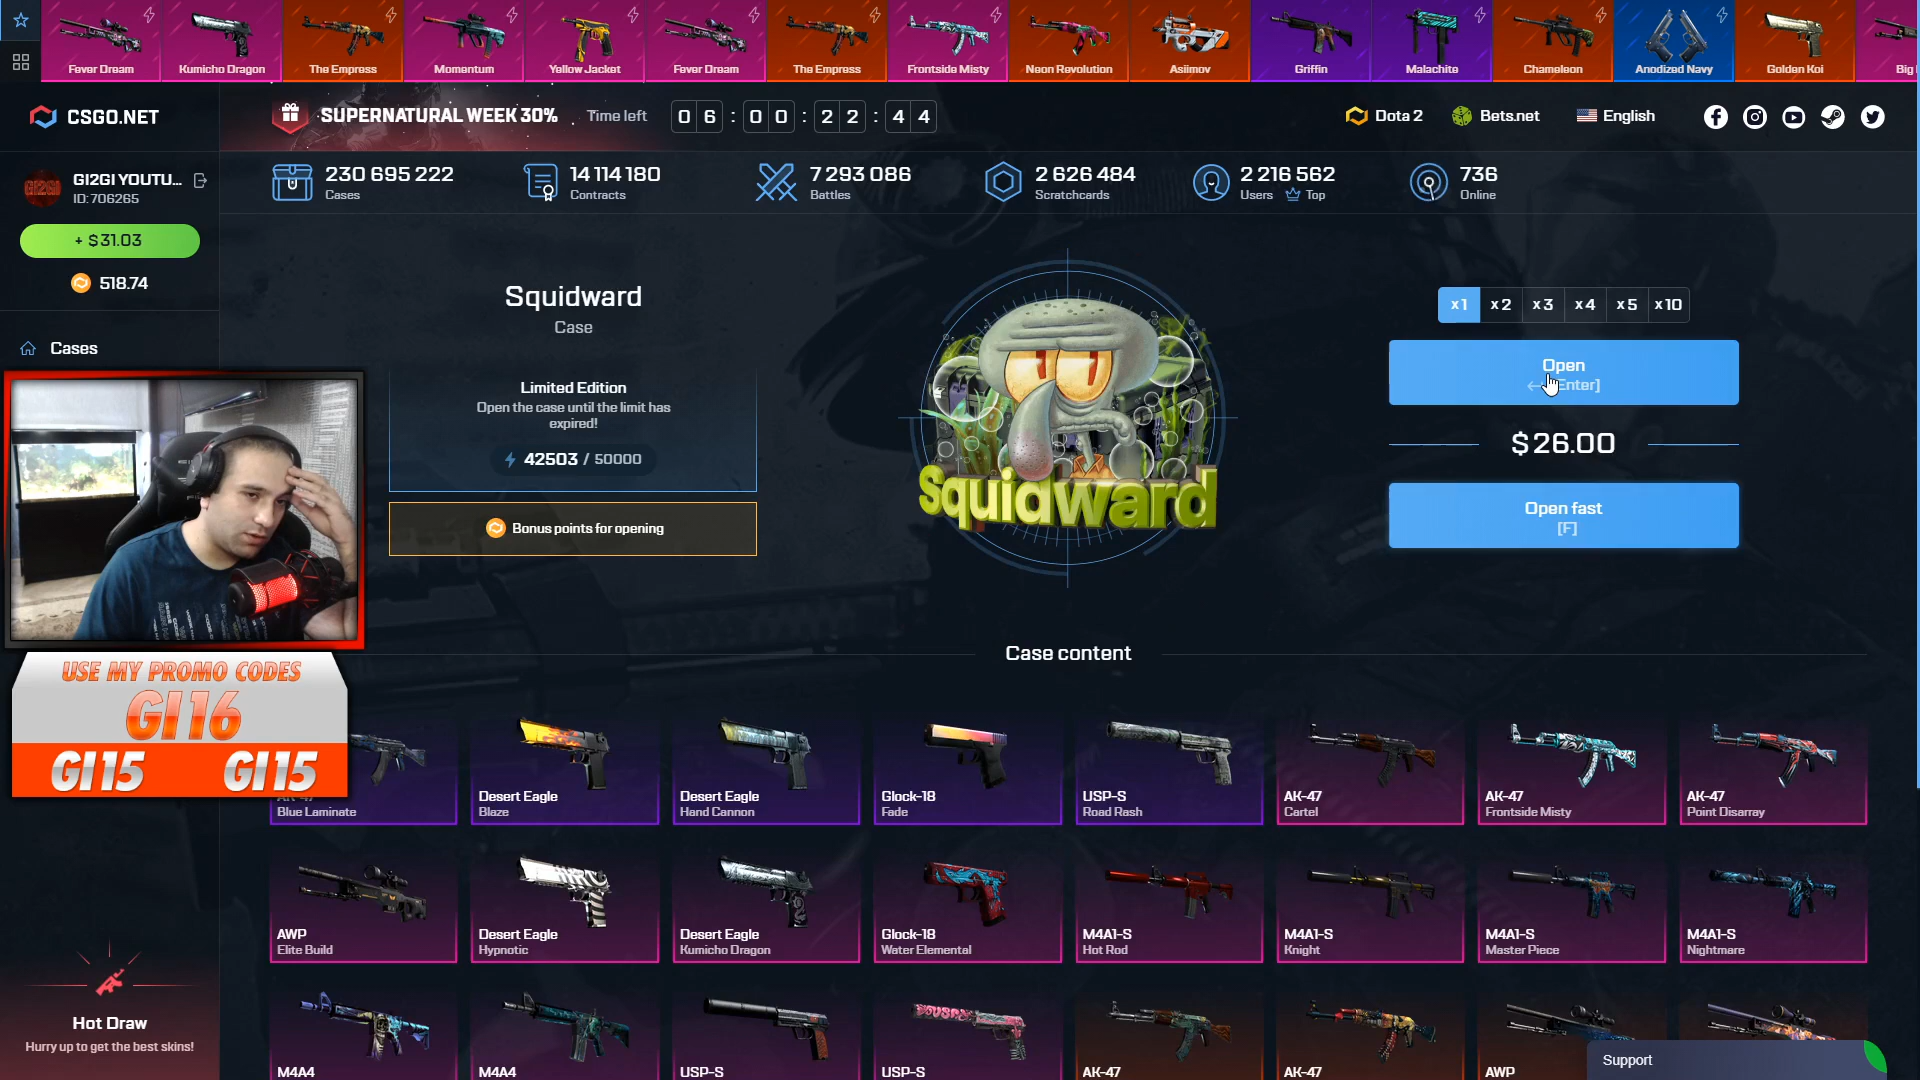 Fever Dream
Kumicho Dragon
The Empress
Momentum
Yellow Jacket
Fever Dream
The Empress
Frontside Misty
Neon Revolution
Asiimov
Griffin
Malachite
Chameleon
Anodized Navy
Golden Koi
Big
CSGO.NET
SUPERNATURAL WEEK 30%
Time left
06:00:22:44
Dota 2
Bets.net
English
GI2GI YOUTU...
ID: 706265
+ $31.03
518.74
230 695 222
Cases
14 114 180
Contracts
7 293 086
Battles
2 626 484
Scratchcards
2 216 562
Users
Top
736
Online
Cases
Squidward
Case
Limited Edition
Open the case until the limit has
expired!
42503 / 50000
Bonus points for opening
Squidward
x1 x2 x3 x4 x5 x10
Open
Enter]
$26.00
Open fast
[F]
USE MY PROMO CODES
GI16
GI15 GI15
Case content
AK-47
Blue Laminate
Desert Eagle
Blaze
Desert Eagle
Hand Cannon
Glock-18
Fade
USP-S
Road Rash
AK-47
Cartel
AK-47
Frontside Misty
AK-47
Point Disarray
AWP
Elite Build
Desert Eagle
Hypnotic
Desert Eagle
Kumicho Dragon
Glock-18
Water Elemental
M4A1-S
Hot Rod
M4A1-S
Knight
M4A1-S
Master Piece
M4A1-S
Nightmare
M4A4
M4A4
USP-S
USP-S
AK-47
AK-47
AWP
Hot Draw
Hurry up to get the best skins!
Support